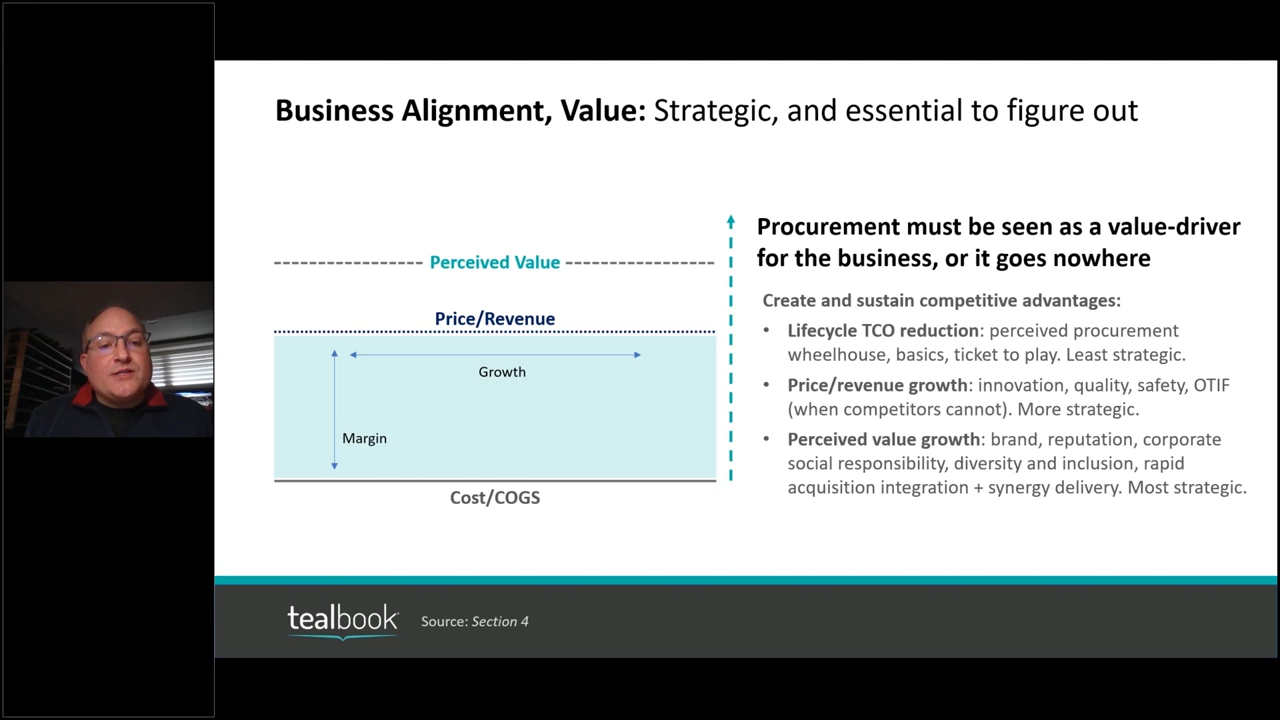 Business Alignment, Value: Strategic, and essential to figure out
Perceived Value
Price/Revenue
Growth
Margin
Cost/COGS
Procurement must be seen as a value-driver
for the business, or it goes nowhere
Create and sustain competitive advantages:
• Lifecycle TCO reduction: perceived procurement
wheelhouse, basics, ticket to play. Least strategic.
• Price/revenue growth: innovation, quality, safety, OTIF
(when competitors cannot). More strategic.
• Perceived value growth: brand, reputation, corporate
social responsibility, diversity and inclusion, rapid
acquisition integration + synergy delivery. Most strategic.
tealbook
Source: Section 4